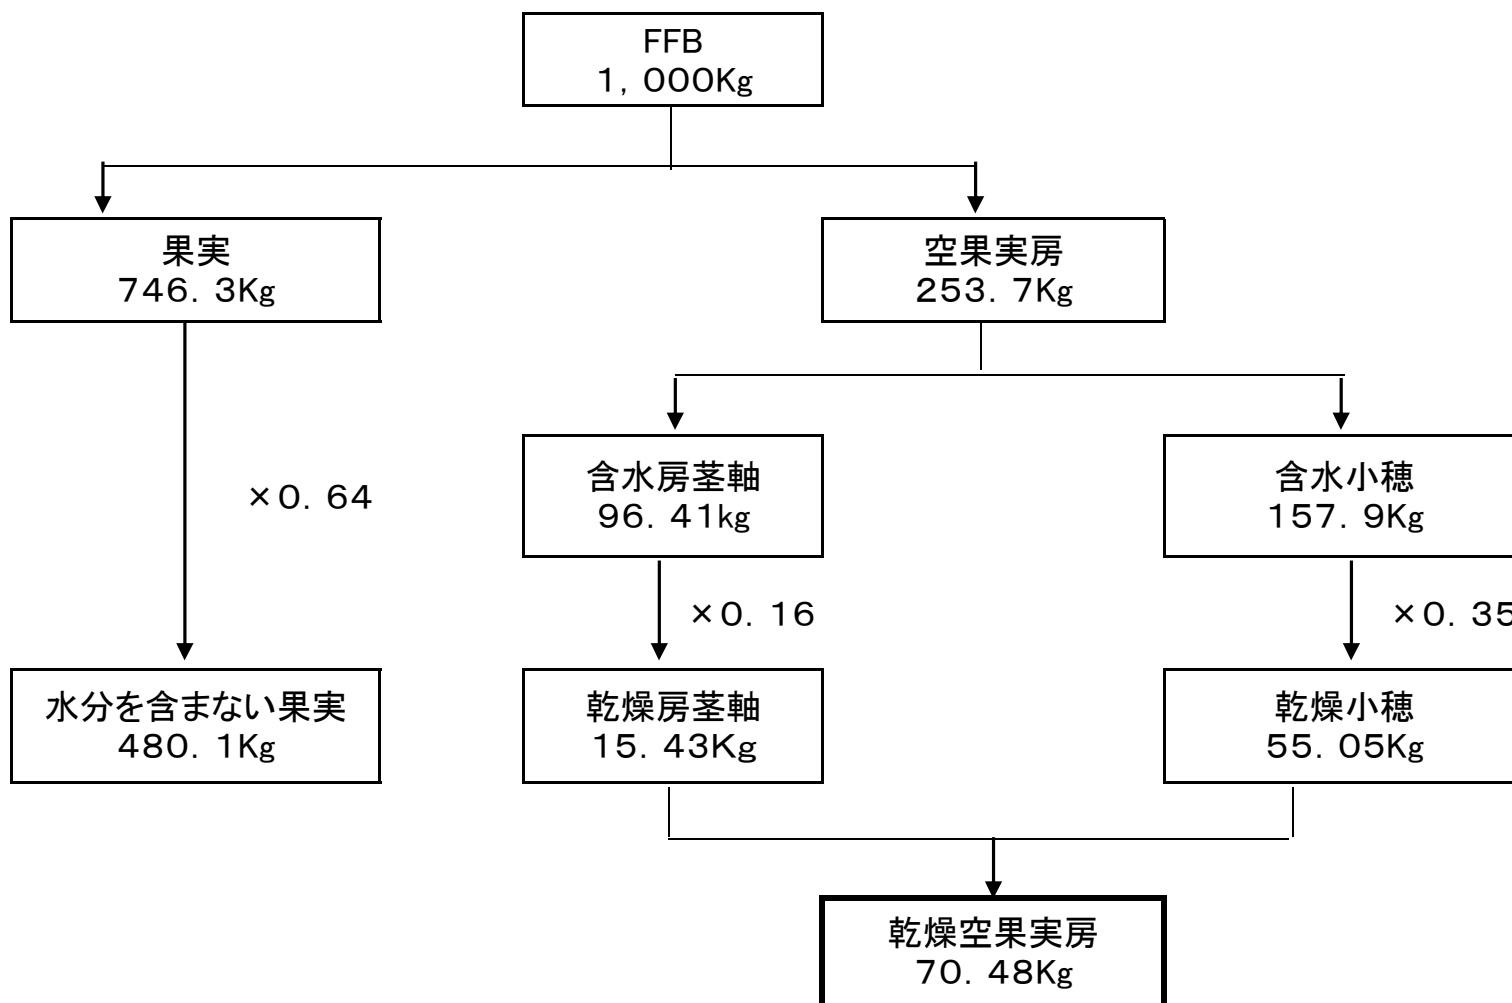 FFB
1，000Kg
果実
746．3Kg
空果実房
253．7Kg
×0．64
含水房茎軸
96．41kg
含水小穂
157．9Kg
×0．16
×0．35
水分を含まない果実
480．1Kg
乾燥房茎軸
15．43Kg
乾燥小穂
55．05Kg
乾燥空果実房
70．48Kg